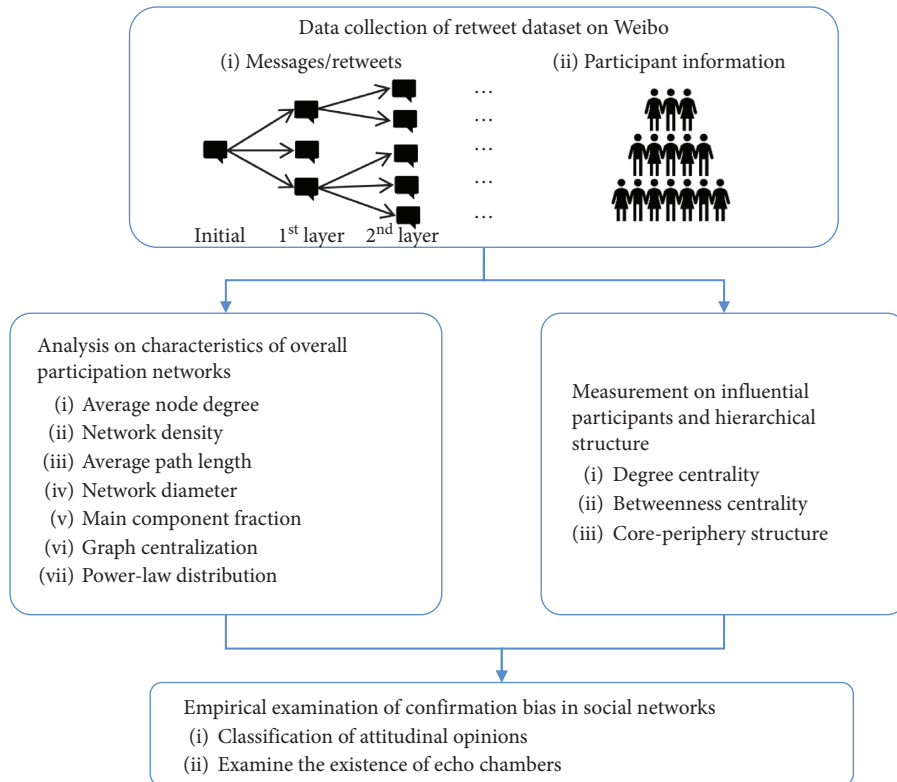 Data collection of retweet dataset on Weibo
(i) Messages/retweets
(ii) Participant information
...
...
...
...
...
Initial
1st layer
2nd layer
Analysis on characteristics of overall
participation networks
(i) Average node degree
(ii) Network density
(iii) Average path length
(iv) Network diameter
(v) Main component fraction
(vi) Graph centralization
(vii) Power-law distribution
Measurement on influential
participants and hierarchical
structure
(i) Degree centrality
(ii) Betweenness centrality
(iii) Core-periphery structure
Empirical examination of confirmation bias in social networks
(i) Classification of attitudinal opinions
(ii) Examine the existence of echo chambers